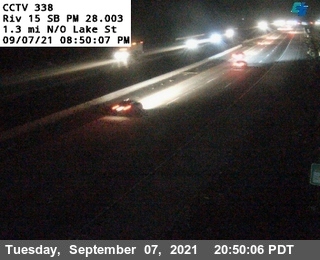 CCTV 338
Riv 15 SB PM 28.003
1.3 mi N/O Lake St
09/07/21 08:50:07 PM
Tuesday, September 07, 2021 20:50:06 PDT